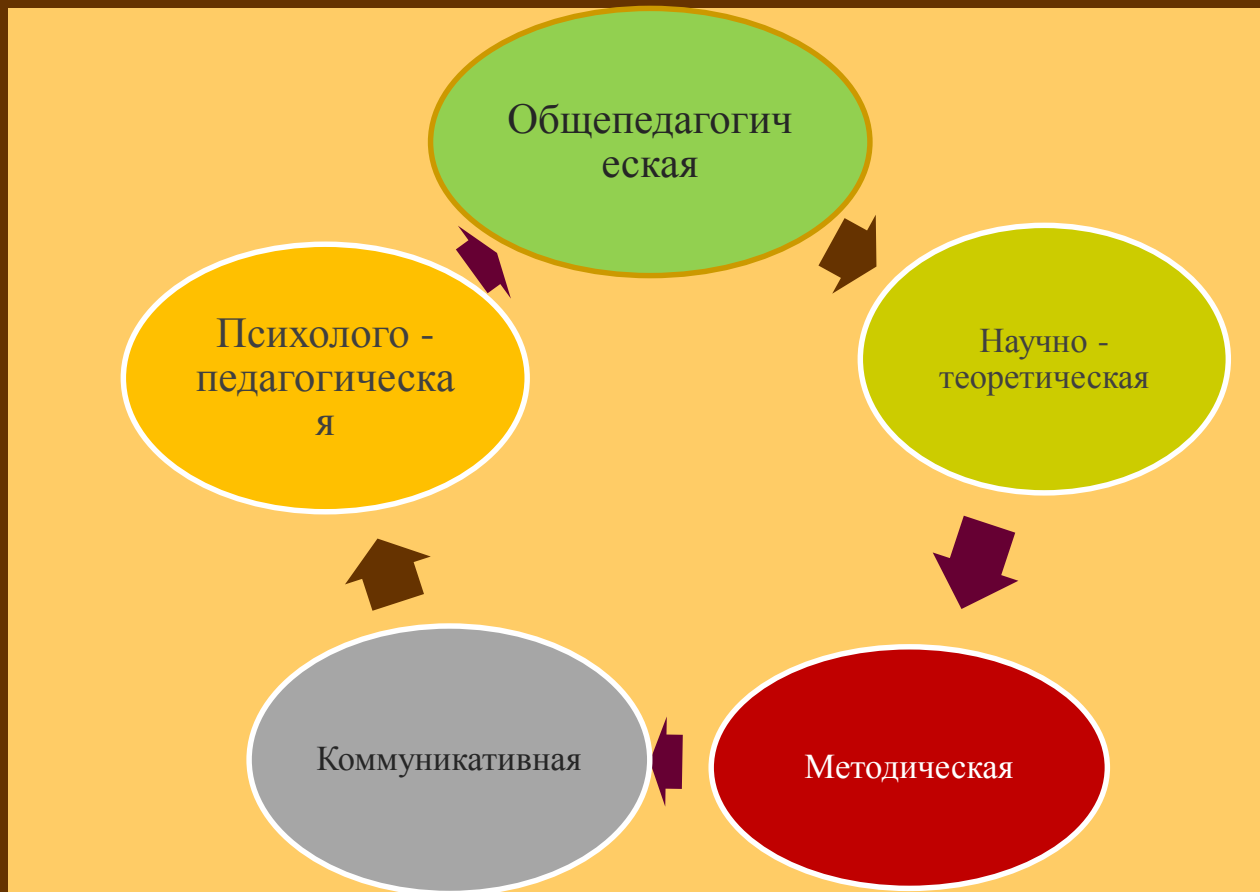 Общепедагогич
еская
Научно -
теоретическая
Методическая
Коммуникативная
Психолого -
педагогическа
я